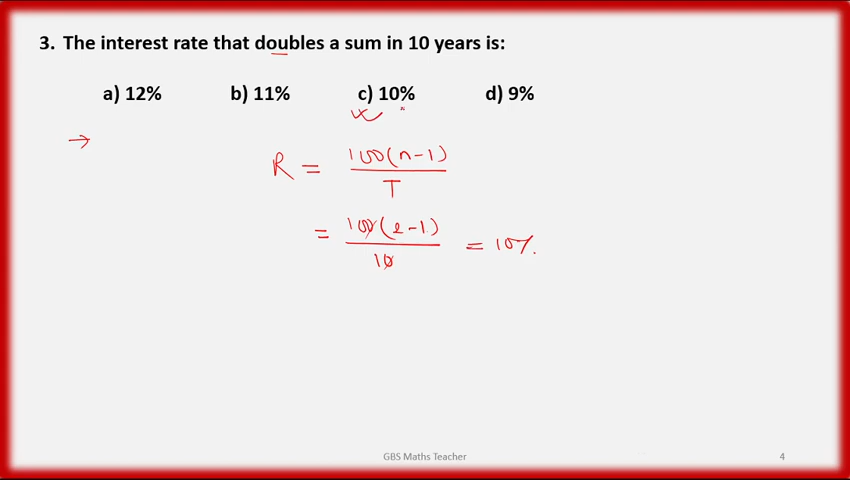 3. The interest rate that doubles a sum in 10 years is:
a) 12% b) 11% c) 10% d) 9%
→ R = 100(n-1) / T
= 100(2-1) / 10 = 10%.
GBS Maths Teacher 4